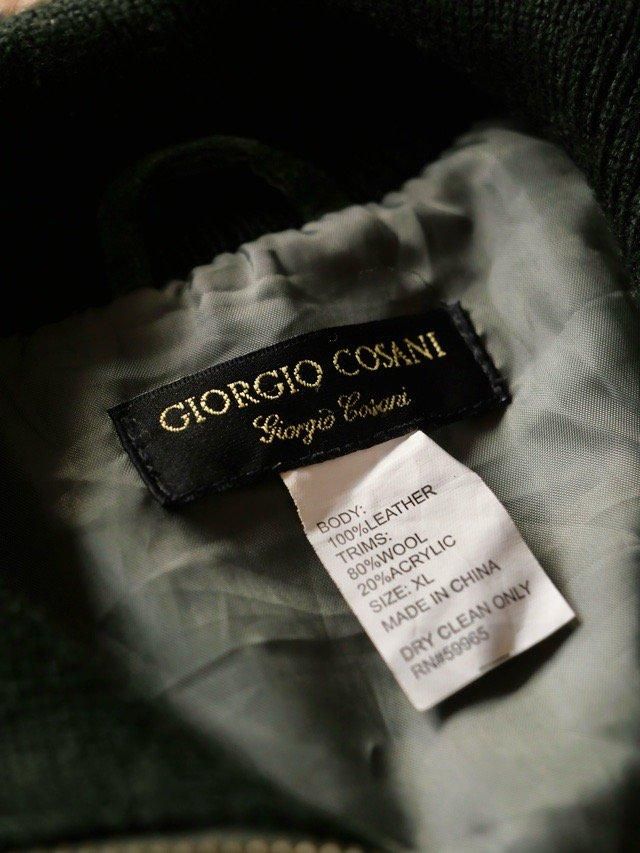 GIORGIO COSANI
Giorgio Cosani
BODY:
100%LEATHER
TRIMS:
80%WOOL
20%ACRYLIC
SIZE: XL
MADE IN CHINA
DRY CLEAN ONLY
RN#59965